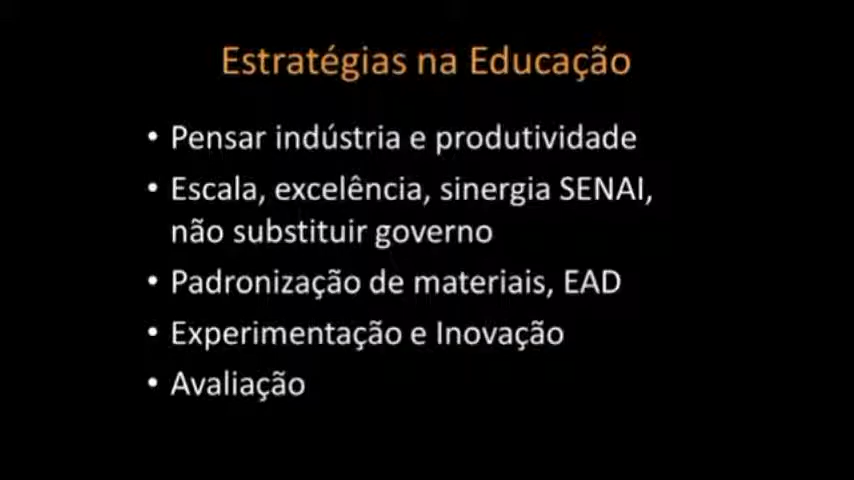 Estratégias na Educação
• Pensar indústria e produtividade
• Escala, excelência, sinergia SENAI,
não substituir governo
• Padronização de materiais, EAD
• Experimentação e Inovação
• Avaliação